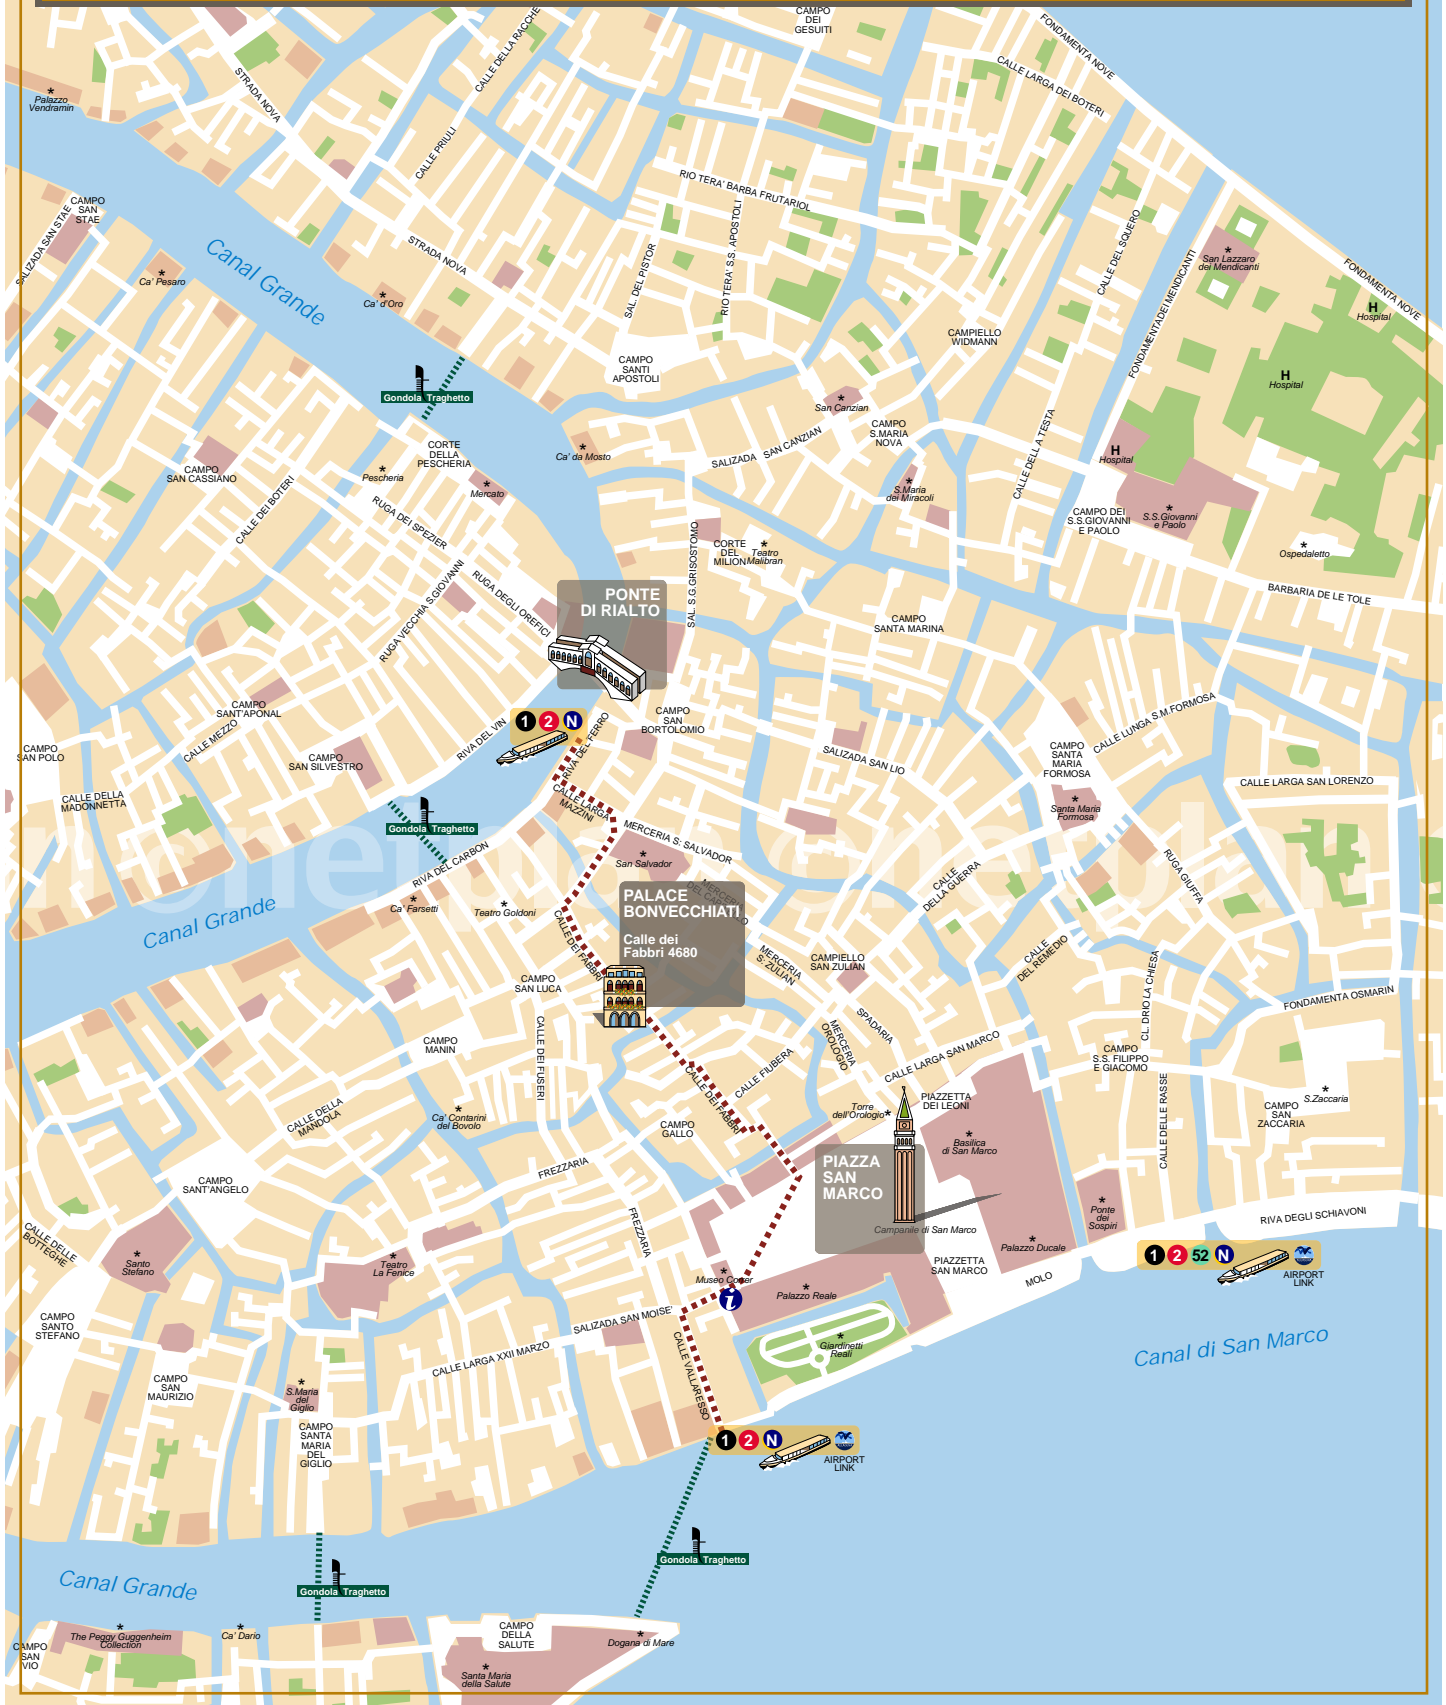 CAMPO
DEI
GESUITI
FONDAMENTA NOVE
CALLE DELLA RACCHE
STRADA NOVA
CALLE LARGA DEI BOTERI
Palazzo
Vendramin
CALLE PRIULI
RIO TERA' BARBA FRUTARIOL
CAMPO
SAN
STAE
SALIZADA SAN STAE
Canal Grande
STRADA NOVA
SAL. DEL PISTOR
RIO TERA' S.S. APOSTOLI
CALLE DEL SQUERO
FONDAMENTA DEI MENDICANTI
San Lazzaro
dei Mendicanti
FONDAMENTA NOVE
Ca' Pesaro
Ca' d'Oro
H
Hospital
CAMPIELLO
WIDMANN
CAMPO
SANTI
APOSTOLI
H
Hospital
Gondola Traghetto
San Canzian
CAMPO
S.MARIA
NOVA
CORTE
DELLA
PESCHERIA
Ca' da Mosto
SALIZADA SAN CANZIAN
CALLE DELL A TESTA
H
Hospital
CAMPO
SAN CASSIANO
Pescheria
Mercato
S.Maria
dei Miracoli
CALLE DEI BOTERI
RUGA DEI SPEZIER
CAMPO DEI
S.S.GIOVANNI
E PAOLO
S.S.Giovanni
e Paolo
SAL. S.G.GRISOSTOMO
CORTE
DEL
MILION
Teatro
Malibran
Ospedaletto
RUGA VECCHIA S.GIOVANNI
RUGA DEGLI OREFICI
BARBARIA DE LE TOLE
PONTE
DI RIALTO
CAMPO
SANTA MARINA
CAMPO
SANT'APONAL
CALLE MEZZO
RIVA DEL VIN
1 2 N
RIVA DEL FERRO
CAMPO
SAN
BORTOLOMIO
CALLE LUNGA S.M.FORMOSA
CAMPO
SAN POLO
CAMPO
SAN SILVESTRO
SALIZADA SAN LIO
CAMPO
SANTA
MARIA
FORMOSA
CALLE LARGA SAN LORENZO
CALLE DELLA
MADONNETTA
CALLE LARGA
MAZZINI
Santa Maria
Formosa
Gondola Traghetto
MERCERIA S: SALVADOR
San Salvador
RIVA DEL CARBON
RUGA GIUFFA
CALLE
DELLA GUERRA
PALACE
BONVECCHIATI
Calle dei
Fabbri 4680
Ca' Farsetti
Teatro Goldoni
Canal Grande
CALLE DEI FABBRI
MERCERIA
S: ZULIAN
CAMPIELLO
SAN ZULIAN
CALLE
DEL REMEDIO
CL. DRIO LA CHIESA
CAMPO
SAN LUCA
FONDAMENTA OSMARIN
CAMPO
MANIN
CALLE DEI FUSERI
MERCERIA
OROLOGIO
SPADARIA
CALLE LARGA SAN MARCO
CAMPO
S.S. FILIPPO
E GIACOMO
CALLE DEI FABBRI
CALLE FIUBERA
CALLE DELLE RASSE
S.Zaccaria
CALLE DELLA
MANDOLA
Ca' Contarini
del Bovolo
CAMPO
GALLO
Torre
dell'Orologio
PIAZZETTA
DEI LEONI
CAMPO
SAN
ZACCARIA
Basilica
di San Marco
PIAZZA
SAN
MARCO
FREZZARIA
CAMPO
SANT'ANGELO
FREZZARIA
Campanile di San Marco
Ponte
dei
Sospiri
RIVA DEGLI SCHIAVONI
CALLE DELLE
BOTTEGHE
Santo
Stefano
Teatro
La Fenice
Palazzo Ducale
1 2 52 N
AIRPORT
LINK
PIAZZETTA
SAN MARCO
MOLO
Museo Correr
i
Palazzo Reale
CAMPO
SANTO
STEFANO
SALIZADA SAN MOISE'
Giardinetti
Reali
Canal di San Marco
CALLE LARGA XXII MARZO
CALLE VALLARESSO
CAMPO
SAN
MAURIZIO
S.Maria
del
Giglio
CAMPO
SANTA
MARIA
DEL
GIGLIO
1 2 N
AIRPORT
LINK
Gondola Traghetto
Canal Grande
Gondola Traghetto
The Peggy Guggenheim
Collection
Ca' Dario
CAMPO
DELLA
SALUTE
Dogana di Mare
CAMPO
SAN
VIO
Santa Maria
della Salute